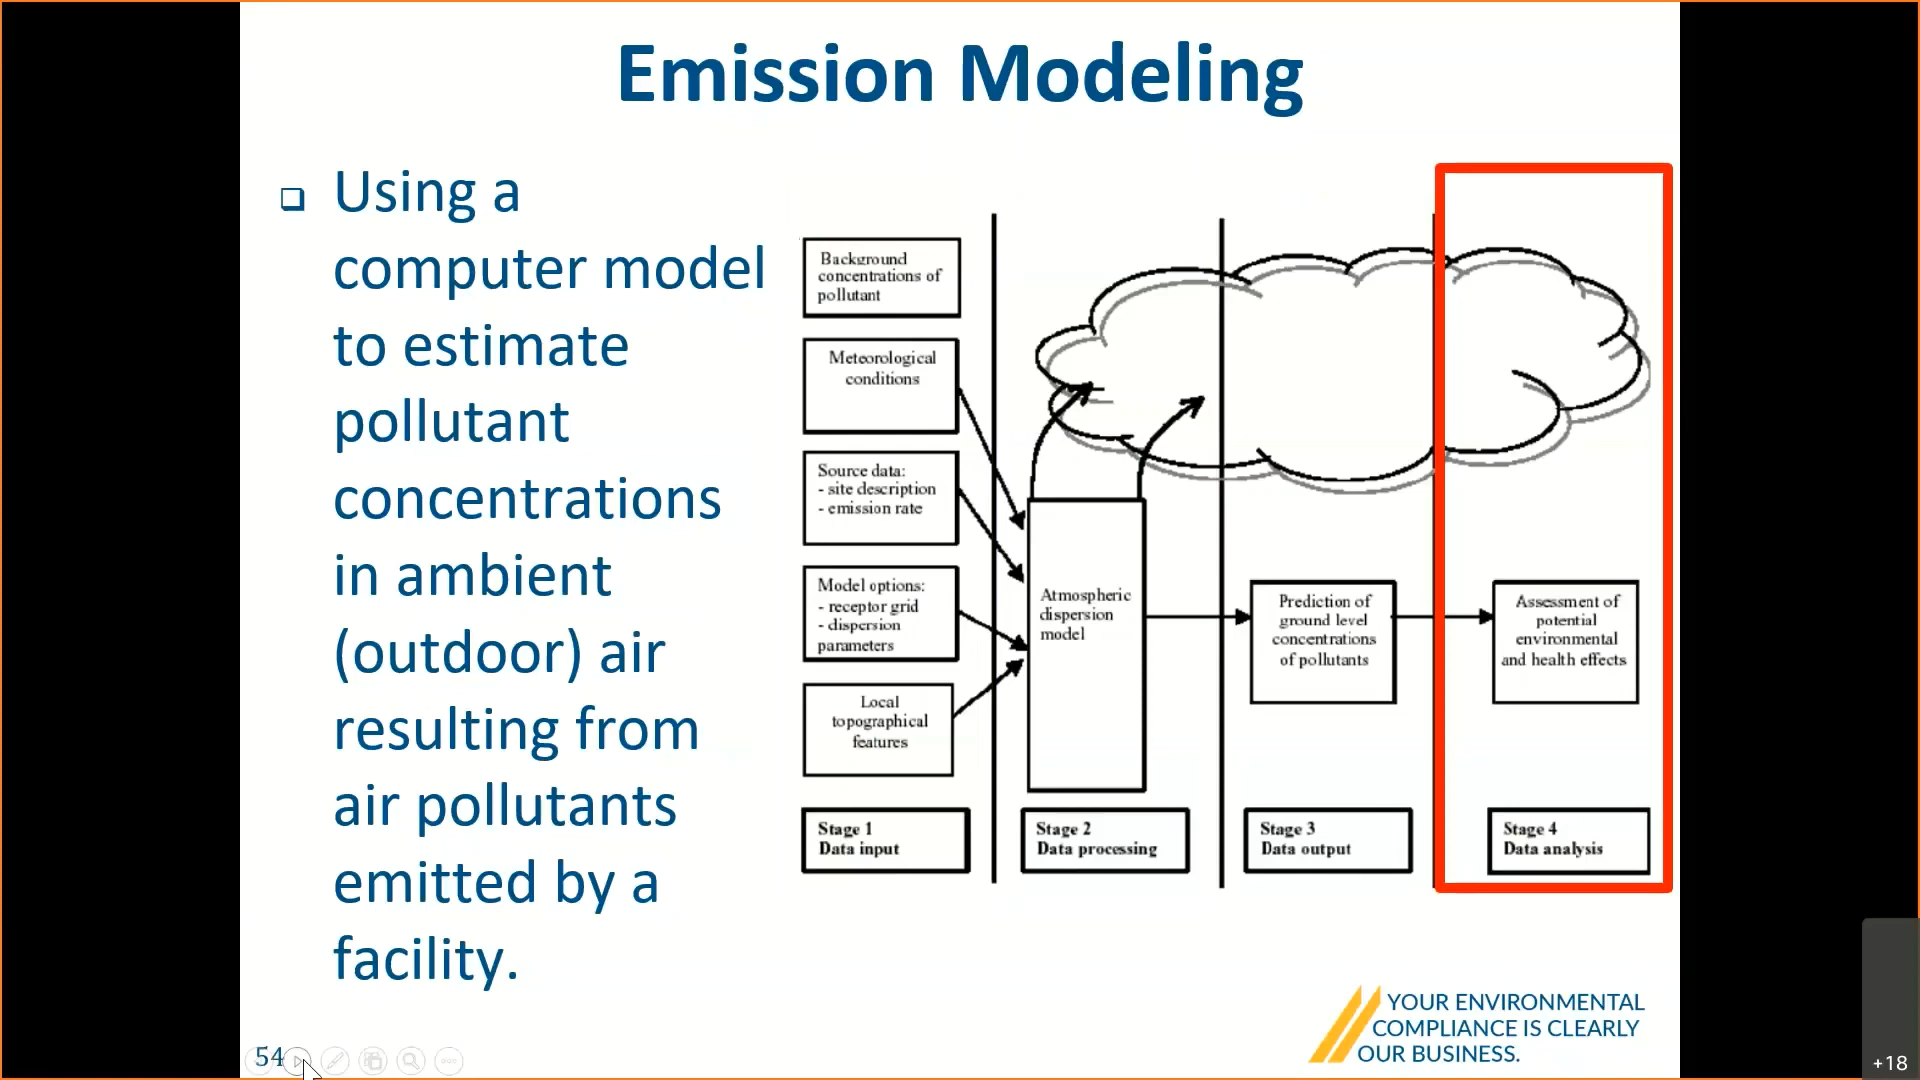 Emission Modeling
Using a
computer model
to estimate
pollutant
concentrations
in ambient
(outdoor) air
resulting from
air pollutants
emitted by a
facility.
Background
concentrations of
pollutant
Meteorological
conditions
Source data:
- site description
- emission rate
Model options:
- receptor grid
- dispersion
parameters
Local
topographical
features
Atmospheric
dispersion
model
Prediction of
ground level
concentrations
of pollutants
Assessment of
potential
environmental
and health effects
Stage 1
Data input
Stage 2
Data processing
Stage 3
Data output
Stage 4
Data analysis
YOUR ENVIRONMENTAL
COMPLIANCE IS CLEARLY
OUR BUSINESS.
54
+18